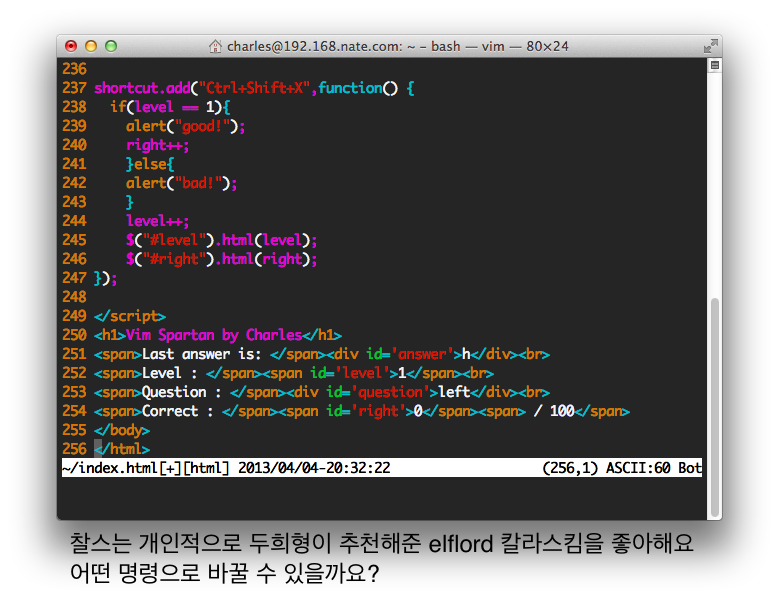 charles@192.168.nate.com: ~ – bash — vim — 80×24
236
237 shortcut.add("Ctrl+Shift+X",function() {
238   if(level == 1){
239     alert("good!");
240     right++;
241     }else{
242     alert("bad!");
243     }
244     level++;
245     $("#level").html(level);
246     $("#right").html(right);
247 });
248
249 </script>
250 <h1>Vim Spartan by Charles</h1>
251 <span>Last answer is: </span><div id='answer'>h</div><br>
252 <span>Level : </span><span id='level'>1</span><br>
253 <span>Question : </span><div id='question'>left</div><br>
254 <span>Correct : </span><span id='right'>0</span><span> / 100</span>
255 </body>
256 </html>
~/index.html[+][html] 2013/04/04-20:32:22 (256,1) ASCII:60 Bot
찰스는 개인적으로 두희형이 추천해준 elflord 칼라스킴을 좋아해요
어떤 명령으로 바꿀 수 있을까요?